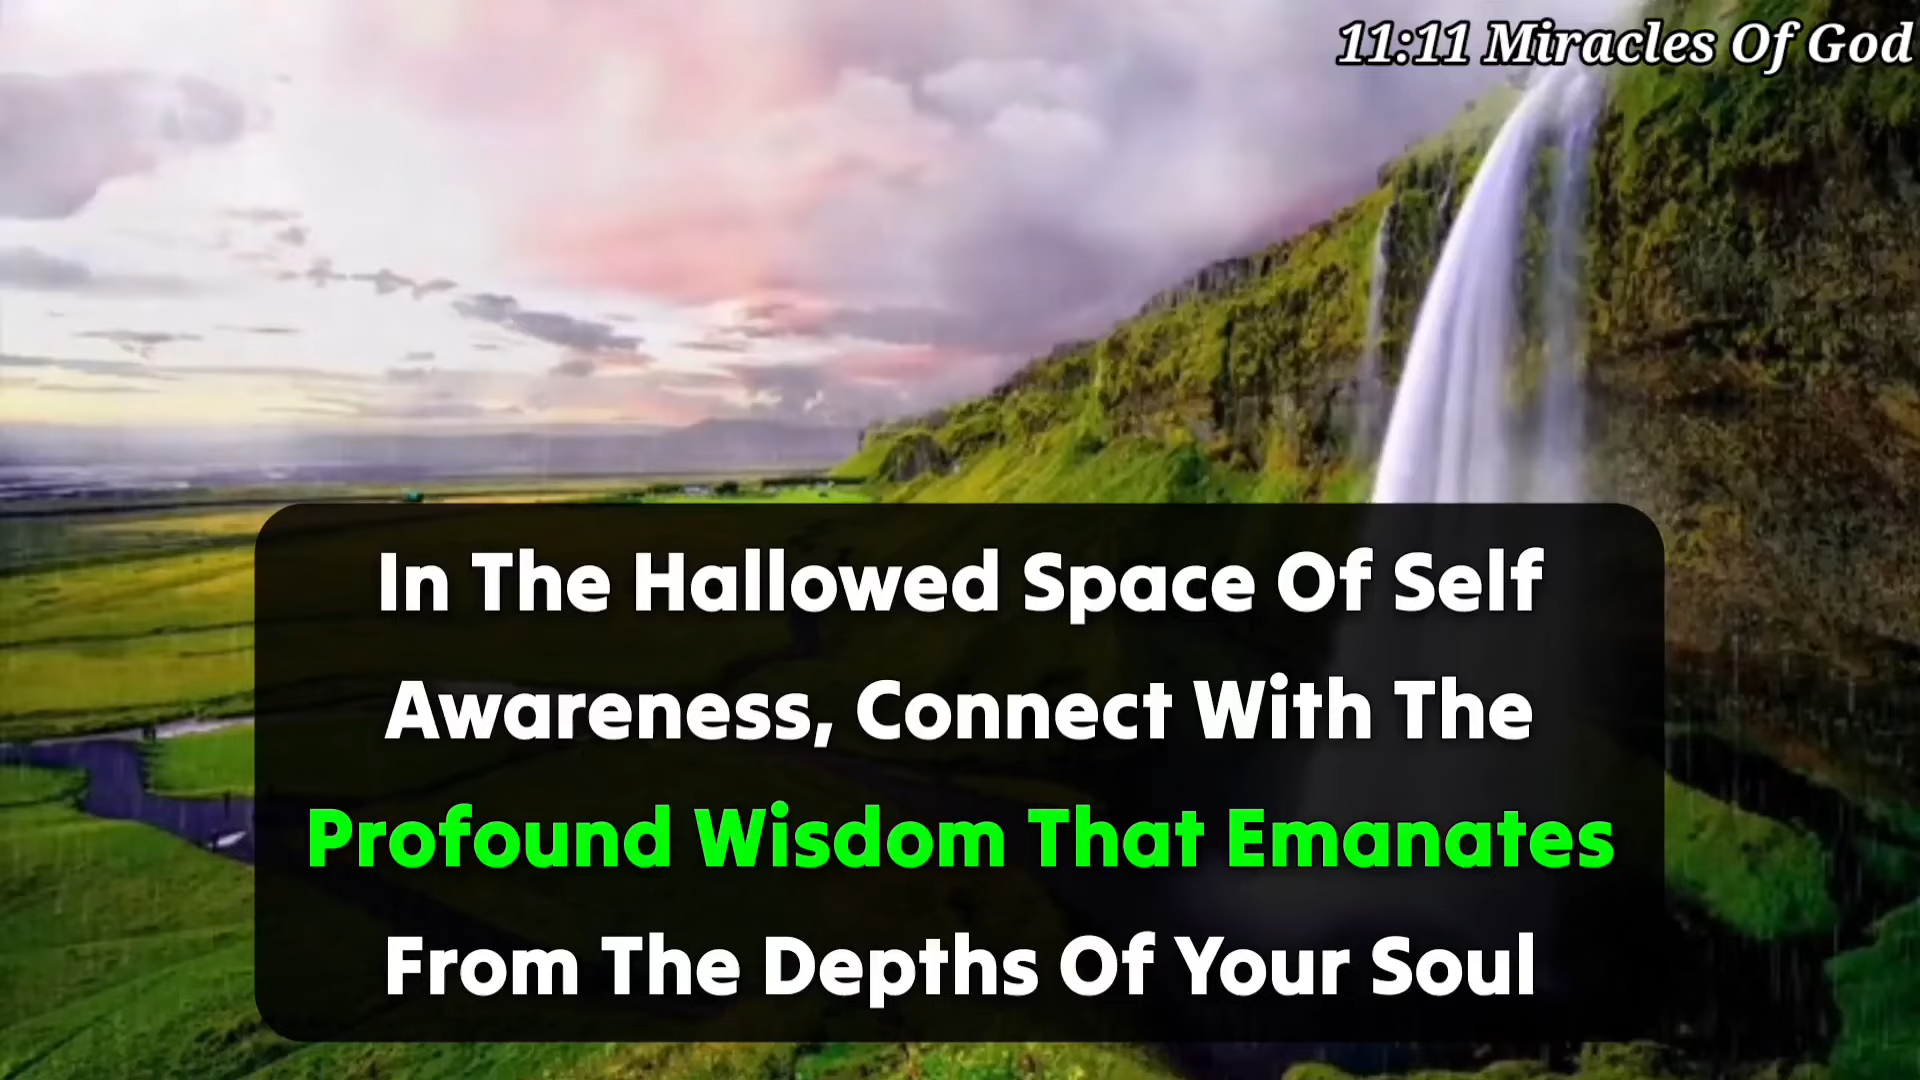 11:11 Miracles Of God
In The Hallowed Space Of Self
Awareness, Connect With The
Profound Wisdom That Emanates
From The Depths Of Your Soul